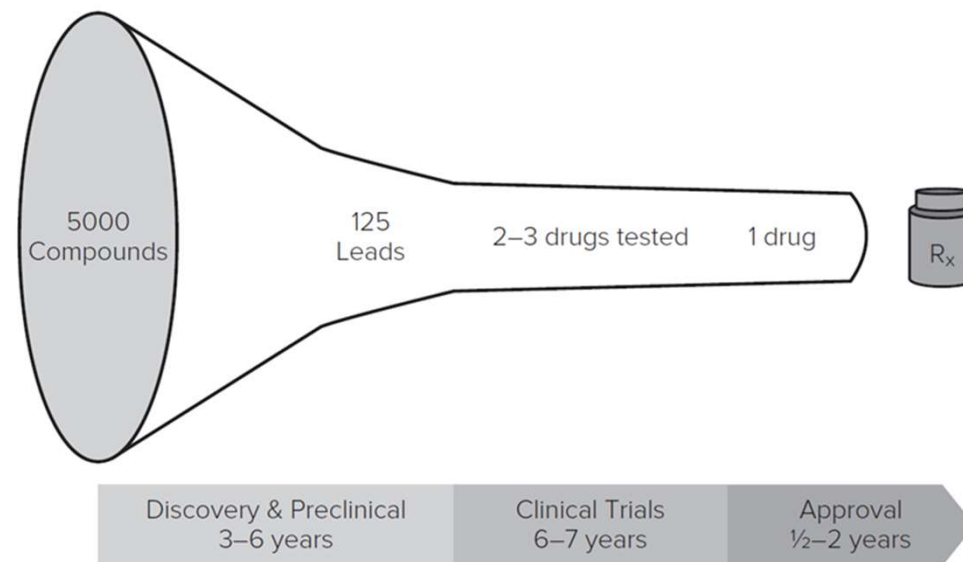 5000
Compounds
125
Leads
2–3 drugs tested
1 drug
Rx
Discovery & Preclinical
3–6 years
Clinical Trials
6–7 years
Approval
½–2 years